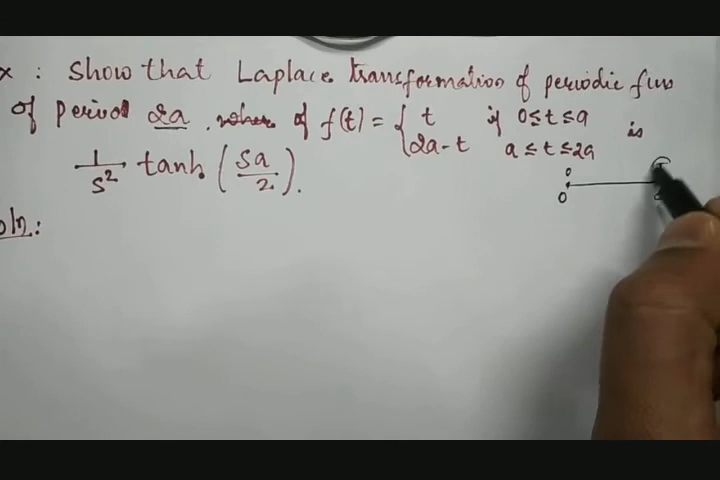 x : Show that Laplace transformation of periodic fun
of period 2a of f(t) = { t if 0 ≤ t ≤ a
2a - t a ≤ t ≤ 2a is
1/s² tanh (sa/2).
0
0
oln: